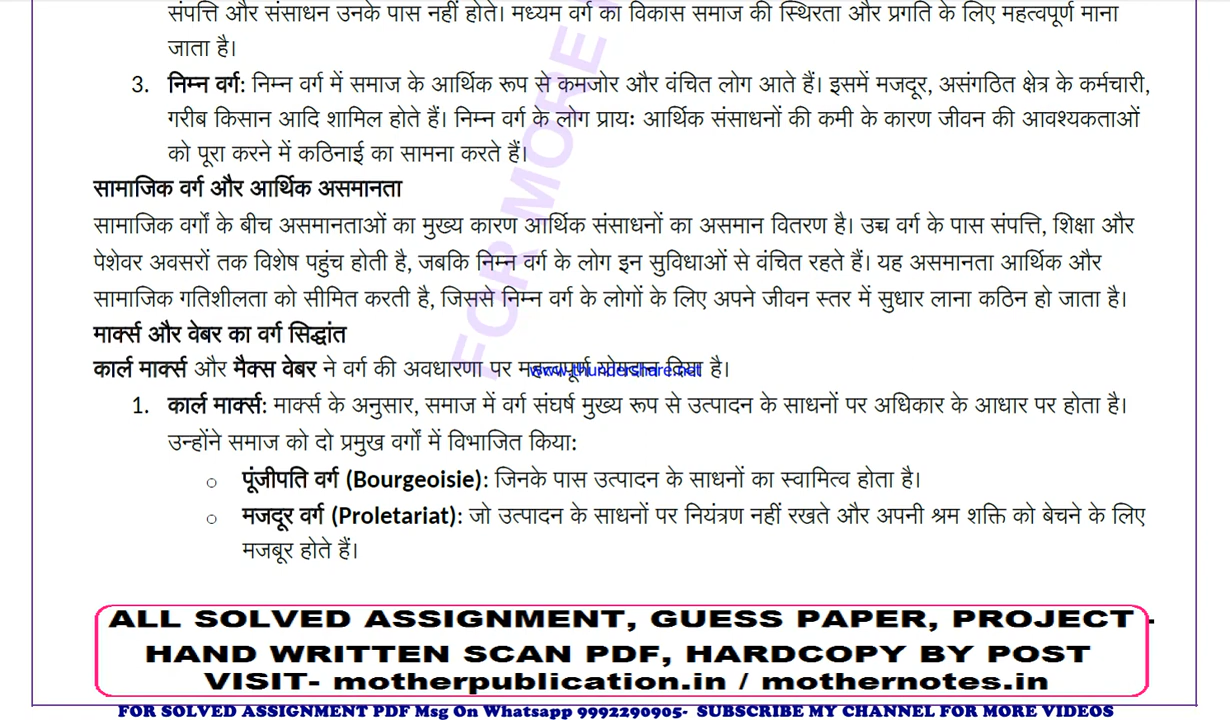 संपत्ति और संसाधन उनके पास नहीं होते। मध्यम वर्ग का विकास समाज की स्थिरता और प्रगति के लिए महत्वपूर्ण माना
जाता है।
3. निम्न वर्ग: निम्न वर्ग में समाज के आर्थिक रूप से कमजोर और वंचित लोग आते हैं। इसमें मजदूर, असंगठित क्षेत्र के कर्मचारी,
गरीब किसान आदि शामिल होते हैं। निम्न वर्ग के लोग प्रायः आर्थिक संसाधनों की कमी के कारण जीवन की आवश्यकताओं
को पूरा करने में कठिनाई का सामना करते हैं।
सामाजिक वर्ग और आर्थिक असमानता
सामाजिक वर्गों के बीच असमानताओं का मुख्य कारण आर्थिक संसाधनों का असमान वितरण है। उच्च वर्ग के पास संपत्ति, शिक्षा और
पेशेवर अवसरों तक विशेष पहुंच होती है, जबकि निम्न वर्ग के लोग इन सुविधाओं से वंचित रहते हैं। यह असमानता आर्थिक और
सामाजिक गतिशीलता को सीमित करती है, जिससे निम्न वर्ग के लोगों के लिए अपने जीवन स्तर में सुधार लाना कठिन हो जाता है।
मार्क्स और वेबर का वर्ग सिद्धांत
कार्ल मार्क्स और मैक्स वेबर ने वर्ग की अवधारणा पर महत्वपूर्ण योगदान दिया है।
www.thundershare.net
1. कार्ल मार्क्स: मार्क्स के अनुसार, समाज में वर्ग संघर्ष मुख्य रूप से उत्पादन के साधनों पर अधिकार के आधार पर होता है।
उन्होंने समाज को दो प्रमुख वर्गों में विभाजित किया:
○ पूंजीपति वर्ग (Bourgeoisie): जिनके पास उत्पादन के साधनों का स्वामित्व होता है।
○ मजदूर वर्ग (Proletariat): जो उत्पादन के साधनों पर नियंत्रण नहीं रखते और अपनी श्रम शक्ति को बेचने के लिए
मजबूर होते हैं।
FOR MORE
ALL SOLVED ASSIGNMENT, GUESS PAPER, PROJECT -
HAND WRITTEN SCAN PDF, HARDCOPY BY POST
VISIT- motherpublication.in / mothernotes.in
FOR SOLVED ASSIGNMENT PDF Msg On Whatsapp 9992290905- SUBSCRIBE MY CHANNEL FOR MORE VIDEOS